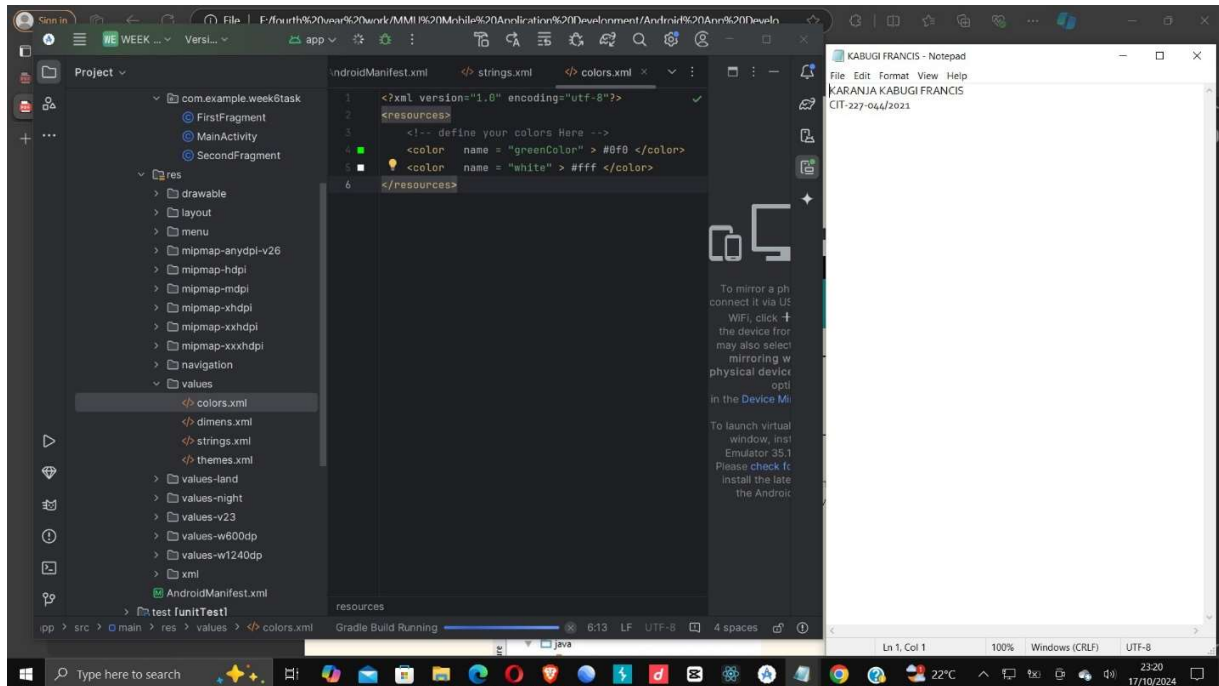 Sign in
File | F:/fourth%20year%20work/MMU%20Mobile%20Application%20Development/Android%20App%20Develo
WE WEEK ... Versi...
app
Project
AndroidManifest.xml
strings.xml
colors.xml
com.example.week6task
FirstFragment
MainActivity
SecondFragment
res
drawable
layout
menu
mipmap-anydpi-v26
mipmap-hdpi
mipmap-mdpi
mipmap-xhdpi
mipmap-xxhdpi
mipmap-xxxhdpi
navigation
values
colors.xml
dimens.xml
strings.xml
themes.xml
values-land
values-night
values-v23
values-w600dp
values-w1240dp
xml
AndroidManifest.xml
test [unitTest]
1 <?xml version="1.0" encoding="utf-8"?>
2 <resources>
3 <!-- define your colors Here -->
4 <color name = "greenColor" > #0f0 </color>
5 <color name = "white" > #fff </color>
6 </resources>
To mirror a ph
connect it via US
WiFi, click +
the device from
may also select
mirroring w
physical device
opti
in the Device Mi
To launch virtual
window, inst
Emulator 35.1
Please check fo
install the late
the Android
resources
app > src > main > res > values > colors.xml
Gradle Build Running
6:13 LF UTF-8 4 spaces
java
KABUGI FRANCIS - Notepad
File Edit Format View Help
KARANJA KABUGI FRANCIS
CIT-227-044/2021
Ln 1, Col 1 100% Windows (CRLF) UTF-8
Type here to search
22°C
23:20
17/10/2024